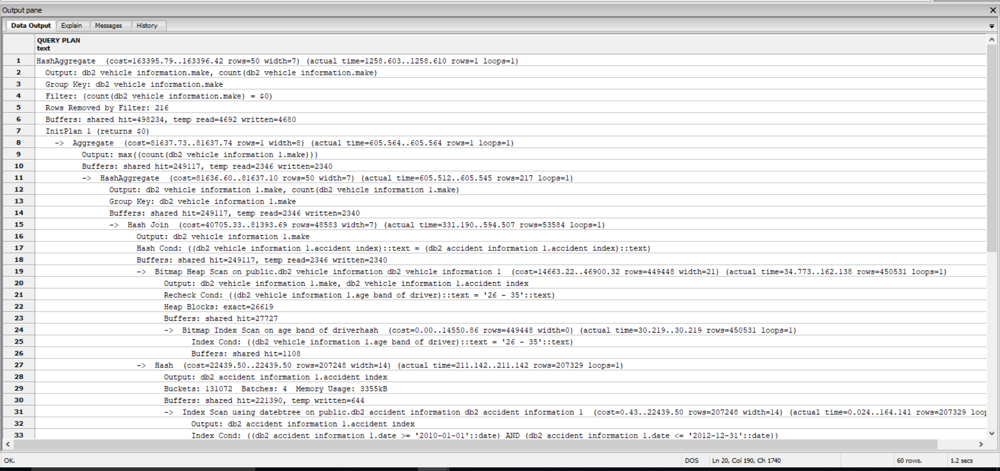 Output pane
Data Output Explain Messages History
QUERY PLAN
text
1 HashAggregate (cost=163395.79..163396.42 rows=50 width=7) (actual time=1258.603..1258.610 rows=1 loops=1)
2 Output: db2 vehicle information.make, count(db2 vehicle information.make)
3 Group Key: db2 vehicle information.make
4 Filter: (count(db2 vehicle information.make) = $0)
5 Rows Removed by Filter: 216
6 Buffers: shared hit=498234, temp read=4692 written=4680
7 InitPlan 1 (returns $0)
8 -> Aggregate (cost=81637.73..81637.74 rows=1 width=8) (actual time=605.564..605.564 rows=1 loops=1)
9 Output: max((count(db2 vehicle information 1.make)))
10 Buffers: shared hit=249117, temp read=2346 written=2340
11 -> HashAggregate (cost=81636.60..81637.10 rows=50 width=7) (actual time=605.512..605.545 rows=217 loops=1)
12 Output: db2 vehicle information 1.make, count(db2 vehicle information 1.make)
13 Group Key: db2 vehicle information 1.make
14 Buffers: shared hit=249117, temp read=2346 written=2340
15 -> Hash Join (cost=40705.33..81393.69 rows=48583 width=7) (actual time=331.190..594.507 rows=53584 loops=1)
16 Output: db2 vehicle information 1.make
17 Hash Cond: ((db2 vehicle information 1.accident index)::text = (db2 accident information 1.accident index)::text)
18 Buffers: shared hit=249117, temp read=2346 written=2340
19 -> Bitmap Heap Scan on public.db2 vehicle information db2 vehicle information 1 (cost=14663.22..46900.32 rows=449448 width=21) (actual time=34.773..162.138 rows=450531 loops=1)
20 Output: db2 vehicle information 1.make, db2 vehicle information 1.accident index
21 Recheck Cond: ((db2 vehicle information 1.age band of driver)::text = '26 - 35'::text)
22 Heap Blocks: exact=26619
23 Buffers: shared hit=27727
24 -> Bitmap Index Scan on age band of driverhash (cost=0.00..14550.86 rows=449448 width=0) (actual time=30.219..30.219 rows=450531 loops=1)
25 Index Cond: ((db2 vehicle information 1.age band of driver)::text = '26 - 35'::text)
26 Buffers: shared hit=1108
27 -> Hash (cost=22439.50..22439.50 rows=207248 width=14) (actual time=211.142..211.142 rows=207329 loops=1)
28 Output: db2 accident information 1.accident index
29 Buckets: 131072 Batches: 4 Memory Usage: 3355kB
30 Buffers: shared hit=221390, temp written=644
31 -> Index Scan using datebtree on public.db2 accident information db2 accident information 1 (cost=0.43..22439.50 rows=207248 width=14) (actual time=0.024..164.141 rows=207329 loop
32 Output: db2 accident information 1.accident index
33 Index Cond: ((db2 accident information 1.date >= '2010-01-01'::date) AND (db2 accident information 1.date <= '2012-12-31'::date))
OK. DOS Ln 20, Col 190, Ch 1740 60 rows. 1.2 secs